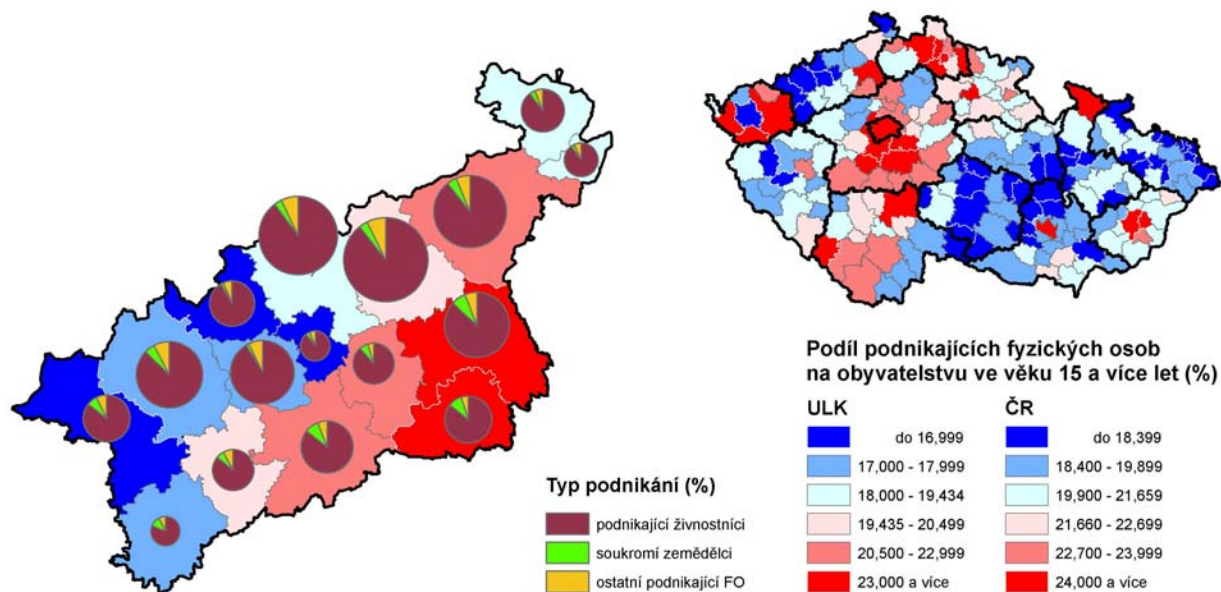 Typ podnikání (%)
podnikající živnostníci
soukromí zemědělci
ostatní podnikající FO
Podíl podnikajících fyzických osob
na obyvatelstvu ve věku 15 a více let (%)
ULK
do 16,999
17,000 - 17,999
18,000 - 19,434
19,435 - 20,499
20,500 - 22,999
23,000 a více
ČR
do 18,399
18,400 - 19,899
19,900 - 21,659
21,660 - 22,699
22,700 - 23,999
24,000 a více